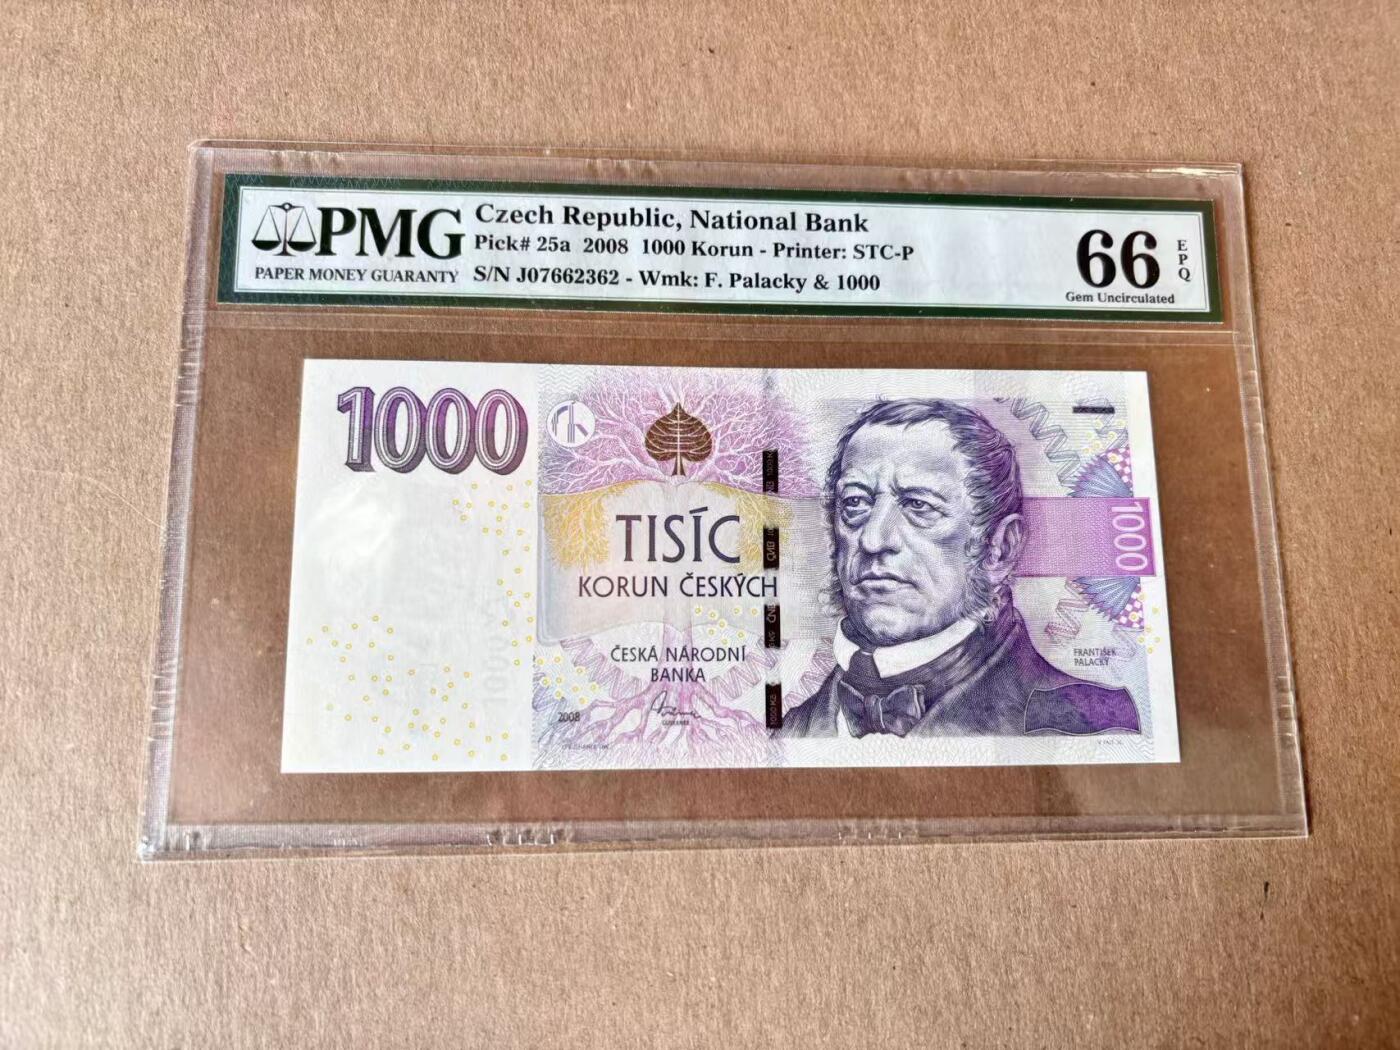 PMG
PAPER MONEY GUARANTY
Czech Republic, National Bank
Pick# 25a 2008 1000 Korun - Printer: STC-P
S/N J07662362 - Wmk: F. Palacky & 1000
66
EPQ
Gem Uncirculated
1000
TISÍC
KORUN ČESKÝCH
ČESKÁ NÁRODNÍ
BANKA
2008
GUVERNÉR
1000
FRANTIŠEK
PALACKÝ